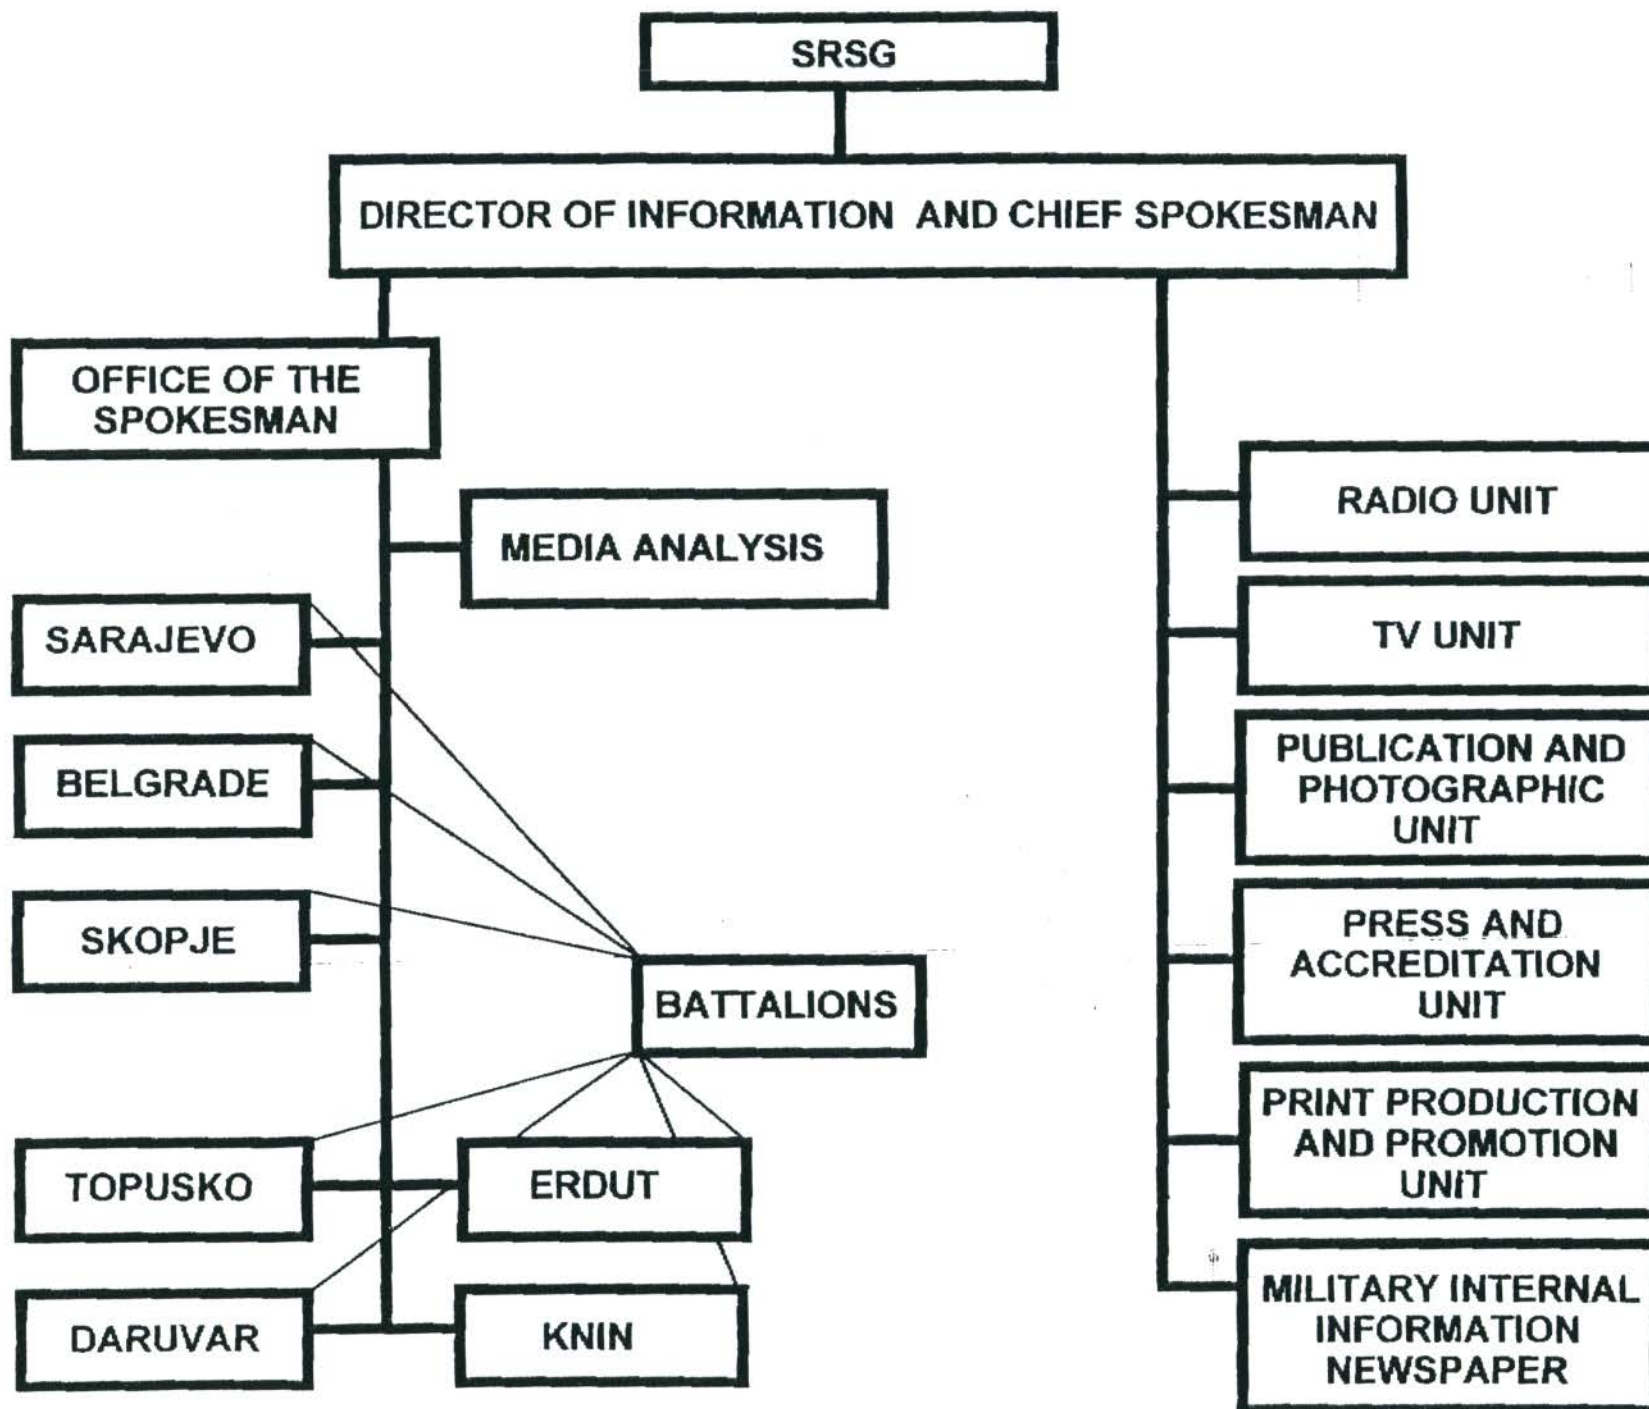 SRSG
DIRECTOR OF INFORMATION AND CHIEF SPOKESMAN
OFFICE OF THE
SPOKESMAN
MEDIA ANALYSIS
SARAJEVO
BELGRADE
SKOPJE
BATTALIONS
TOPUSKO
ERDUT
DARUVAR
KNIN
RADIO UNIT
TV UNIT
PUBLICATION AND
PHOTOGRAPHIC
UNIT
PRESS AND
ACCREDITATION
UNIT
PRINT PRODUCTION
AND PROMOTION
UNIT
MILITARY INTERNAL
INFORMATION
NEWSPAPER